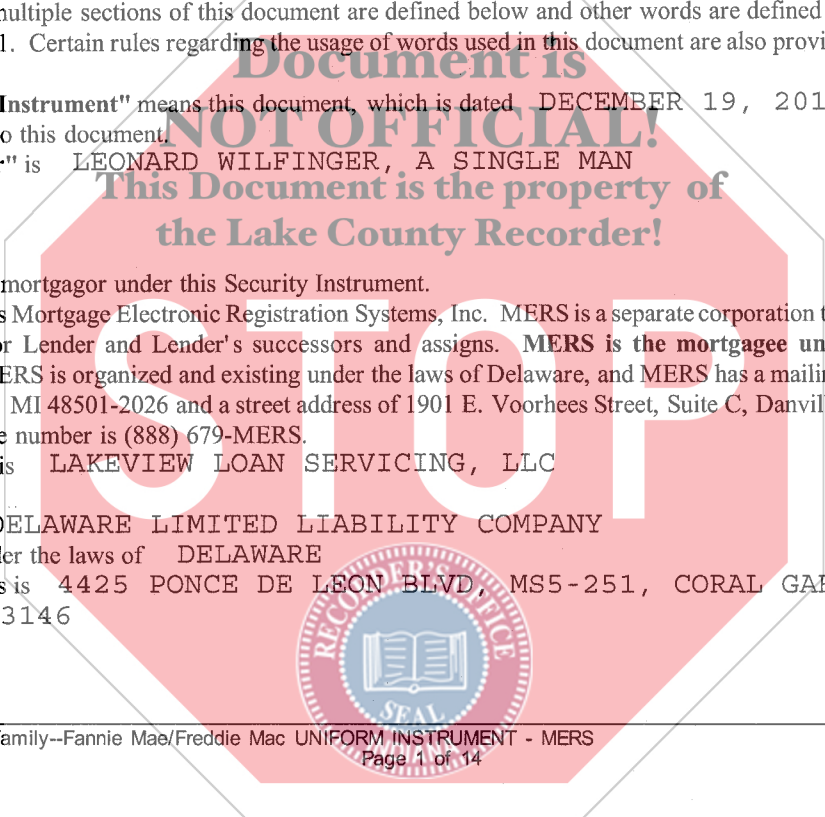 multiple sections of this document are defined below and other words are defined
1. Certain rules regarding the usage of words used in this document are also provi
Document is
Instrument" means this document, which is dated DECEMBER 19, 201
NOT OFFICIAL!
o this document.
r" is LEONARD WILFINGER, A SINGLE MAN
This Document is the property of
the Lake County Recorder!
mortgagor under this Security Instrument.
s Mortgage Electronic Registration Systems, Inc. MERS is a separate corporation t
or Lender and Lender's successors and assigns. MERS is the mortgagee un
ERS is organized and existing under the laws of Delaware, and MERS has a mailin
MI 48501-2026 and a street address of 1901 E. Voorhees Street, Suite C, Danvil
e number is (888) 679-MERS.
STOP
is LAKEVIEW LOAN SERVICING, LLC
DELAWARE LIMITED LIABILITY COMPANY
er the laws of DELAWARE
s is 4425 PONCE DE LEON BLVD, MS5-251, CORAL GAB
3146
RECORDER'S OFFICE
SEAL
INDIANA
amily--Fannie Mae/Freddie Mac UNIFORM INSTRUMENT - MERS
Page 1 of 14